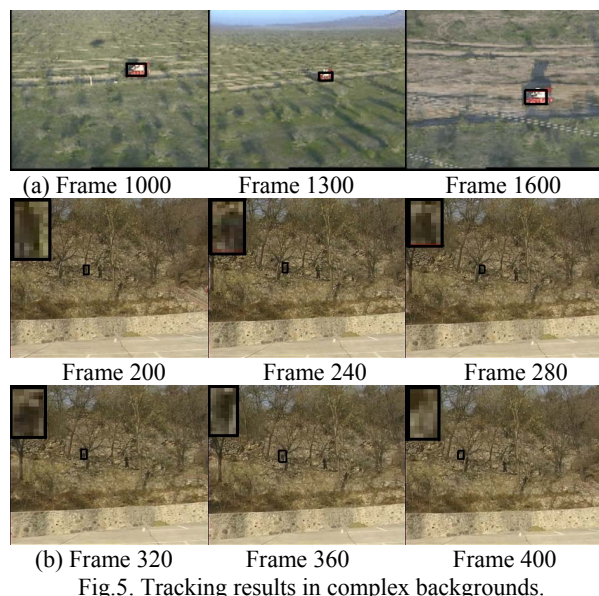 (a) Frame 1000 Frame 1300 Frame 1600
Frame 200 Frame 240 Frame 280
(b) Frame 320 Frame 360 Frame 400
Fig.5. Tracking results in complex backgrounds.